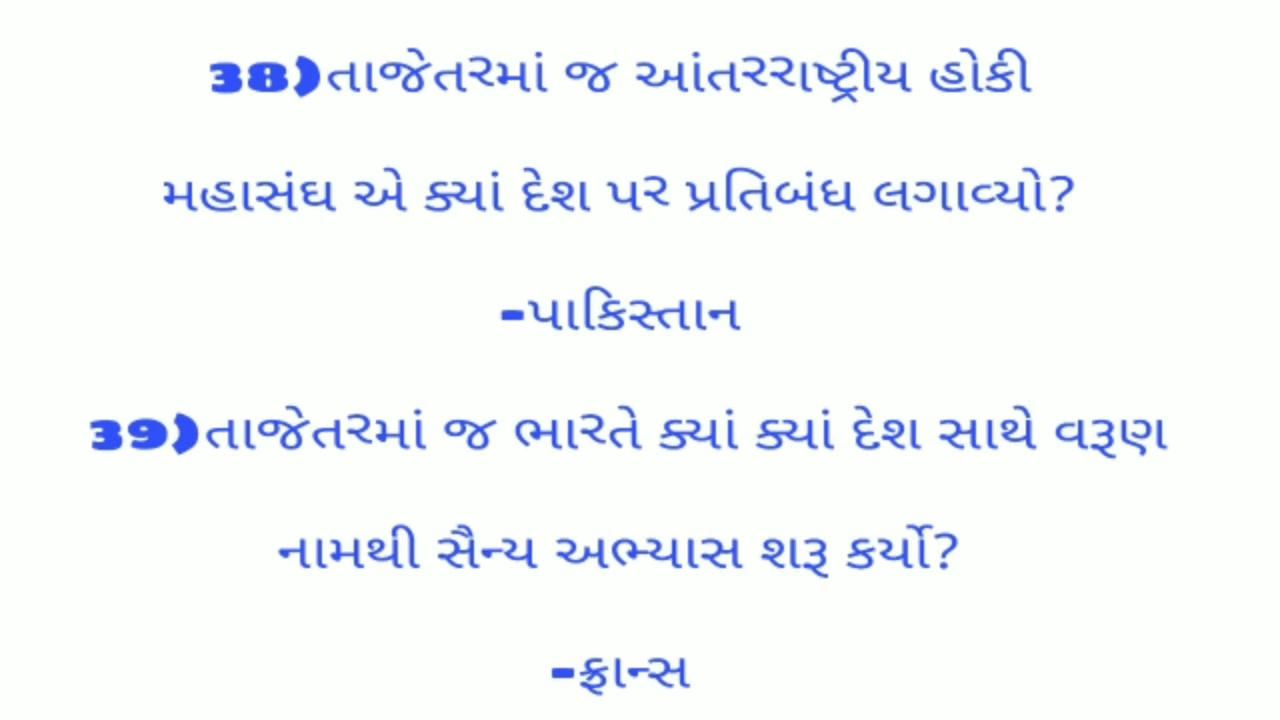 38)તાજેતરમાં જ આંતરરાષ્ટ્રીય હોકી
મહાસંઘ એ ક્યાં દેશ પર પ્રતિબંધ લગાવ્યો?
-પાકિસ્તાન
39)તાજેતરમાં જ ભારતે ક્યાં ક્યાં દેશ સાથે વરૂણ
નામથી સૈન્ય અભ્યાસ શરૂ કર્યો?
-ફ્રાન્સ